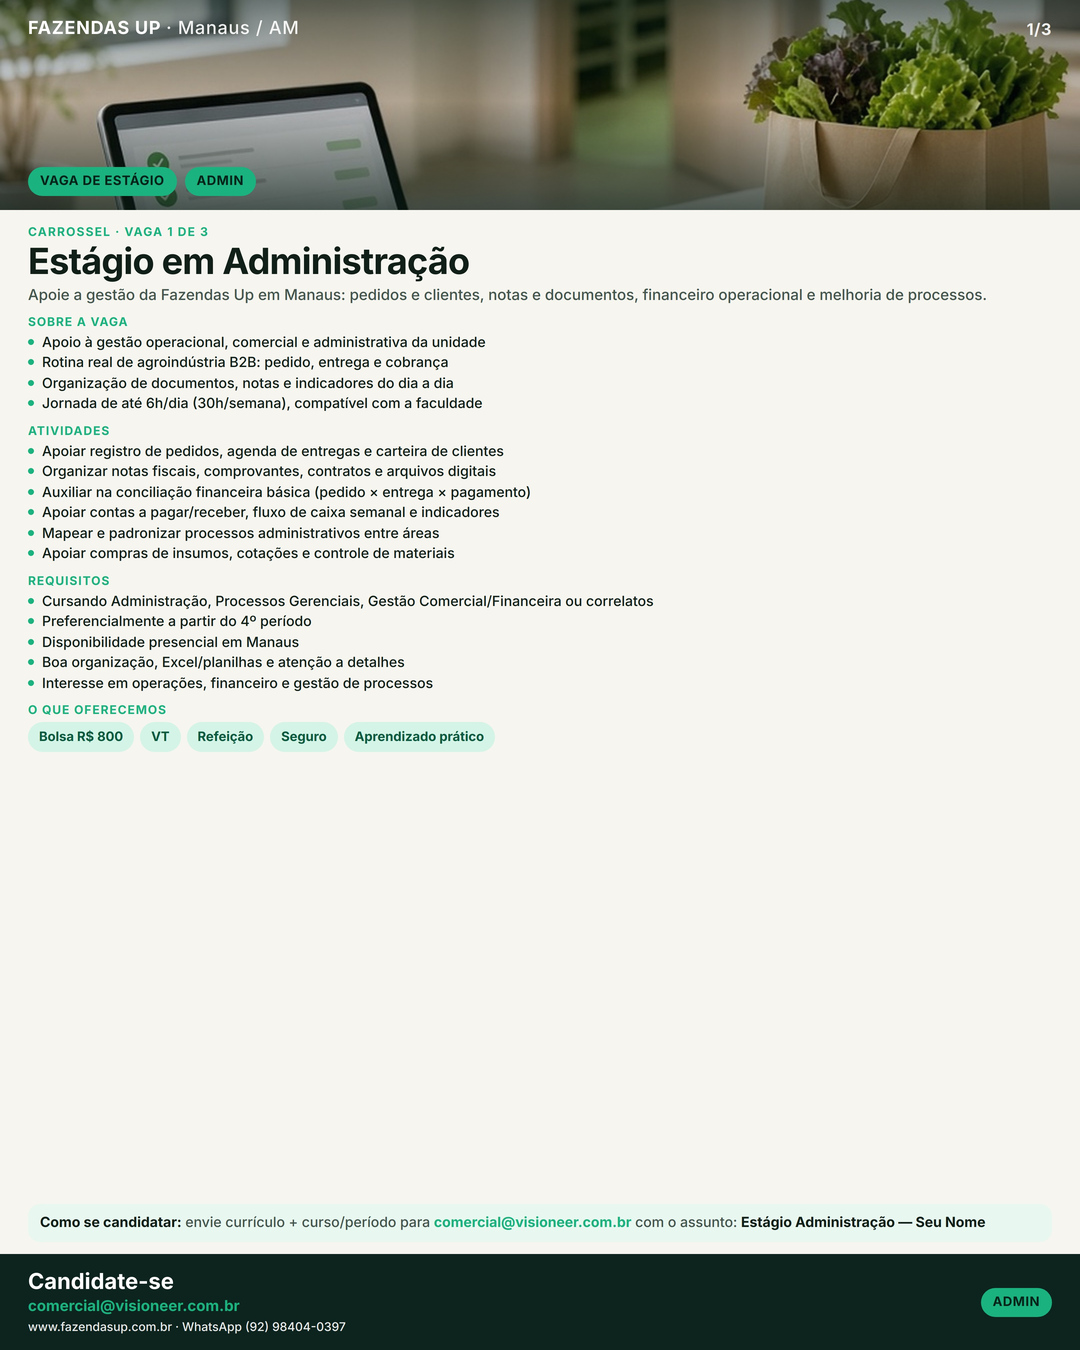 FAZENDAS UP · Manaus / AM
1/3
VAGA DE ESTÁGIO
ADMIN
CARROSSEL · VAGA 1 DE 3
Estágio em Administração
Apoie a gestão da Fazendas Up em Manaus: pedidos e clientes, notas e documentos, financeiro operacional e melhoria de processos.
SOBRE A VAGA
Apoio à gestão operacional, comercial e administrativa da unidade
Rotina real de agroindústria B2B: pedido, entrega e cobrança
Organização de documentos, notas e indicadores do dia a dia
Jornada de até 6h/dia (30h/semana), compatível com a faculdade
ATIVIDADES
Apoiar registro de pedidos, agenda de entregas e carteira de clientes
Organizar notas fiscais, comprovantes, contratos e arquivos digitais
Auxiliar na conciliação financeira básica (pedido × entrega × pagamento)
Apoiar contas a pagar/receber, fluxo de caixa semanal e indicadores
Mapear e padronizar processos administrativos entre áreas
Apoiar compras de insumos, cotações e controle de materiais
REQUISITOS
Cursando Administração, Processos Gerenciais, Gestão Comercial/Financeira ou correlatos
Preferencialmente a partir do 4º período
Disponibilidade presencial em Manaus
Boa organização, Excel/planilhas e atenção a detalhes
Interesse em operações, financeiro e gestão de processos
O QUE OFERECEMOS
Bolsa R$ 800
VT
Refeição
Seguro
Aprendizado prático
Como se candidatar: envie currículo + curso/período para comercial@visioneer.com.br com o assunto: Estágio Administração — Seu Nome
Candidate-se
comercial@visioneer.com.br
www.fazendasup.com.br · WhatsApp (92) 98404-0397
ADMIN